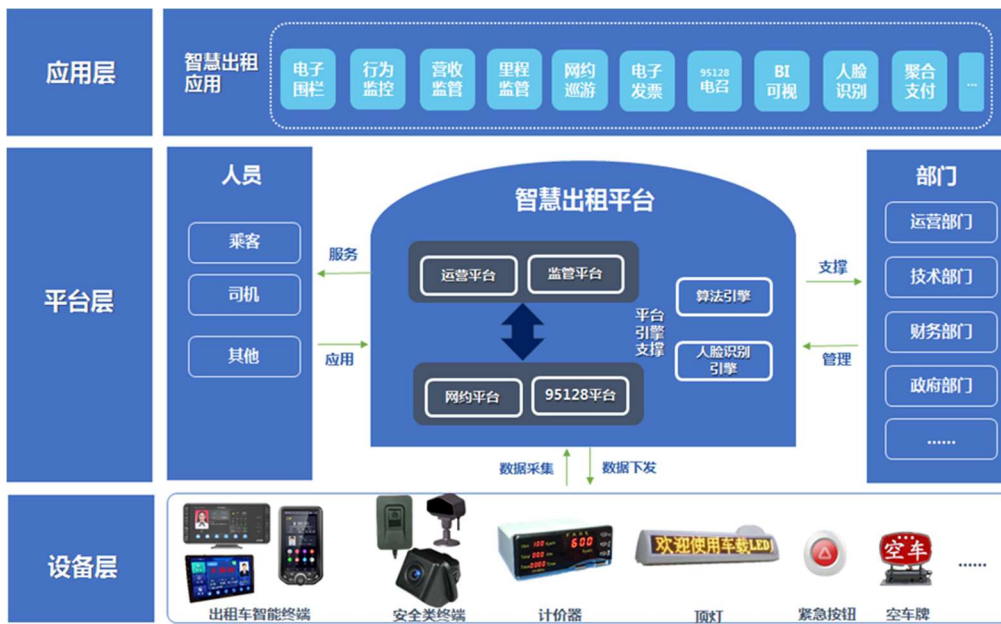 应用层
智慧出租
应用
电子
围栏
行为
监控
营收
监管
里程
监管
网约
巡游
电子
发票
95128
电召
BI
可视
人脸
识别
聚合
支付
...
平台层
人员
乘客
司机
其他
服务
应用
智慧出租平台
运营平台
监管平台
网约平台
95128平台
平台
引擎
支撑
算法引擎
人脸识别
引擎
支撑
管理
部门
运营部门
技术部门
财务部门
政府部门
......
数据采集
数据下发
设备层
出租车智能终端
安全类终端
600
计价器
欢迎使用车载LED
顶灯
紧急按钮
空车
空车牌
......